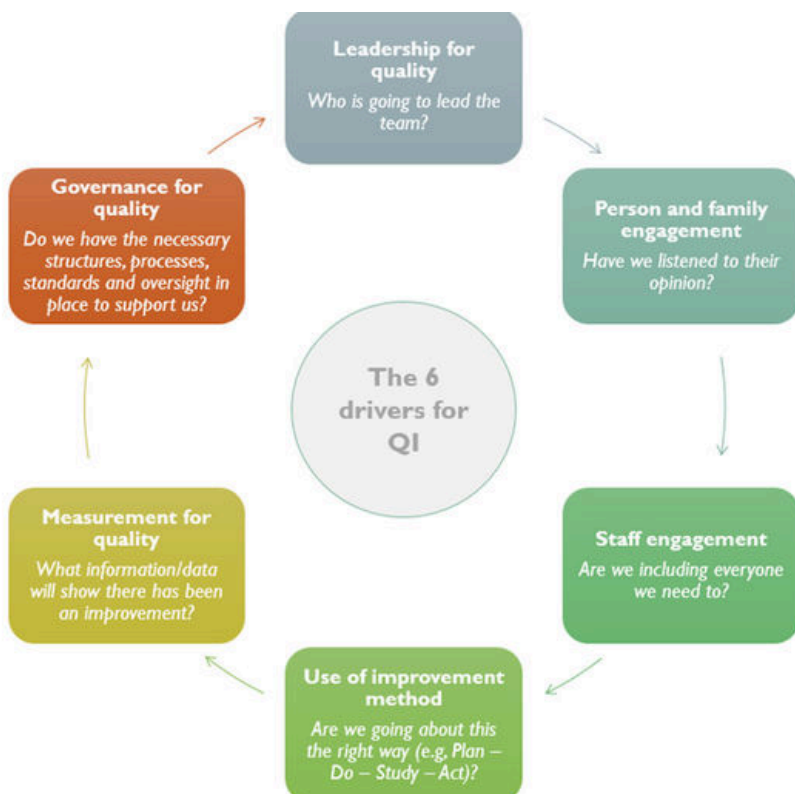 Leadership for
quality
Who is going to lead the
team?
Person and family
engagement
Have we listened to their
opinion?
Staff engagement
Are we including everyone
we need to?
Use of improvement
method
Are we going about this
the right way (e.g, Plan –
Do – Study – Act)?
Measurement for
quality
What information/data
will show there has been
an improvement?
Governance for
quality
Do we have the necessary
structures, processes,
standards and oversight in
place to support us?
The 6
drivers for
QI